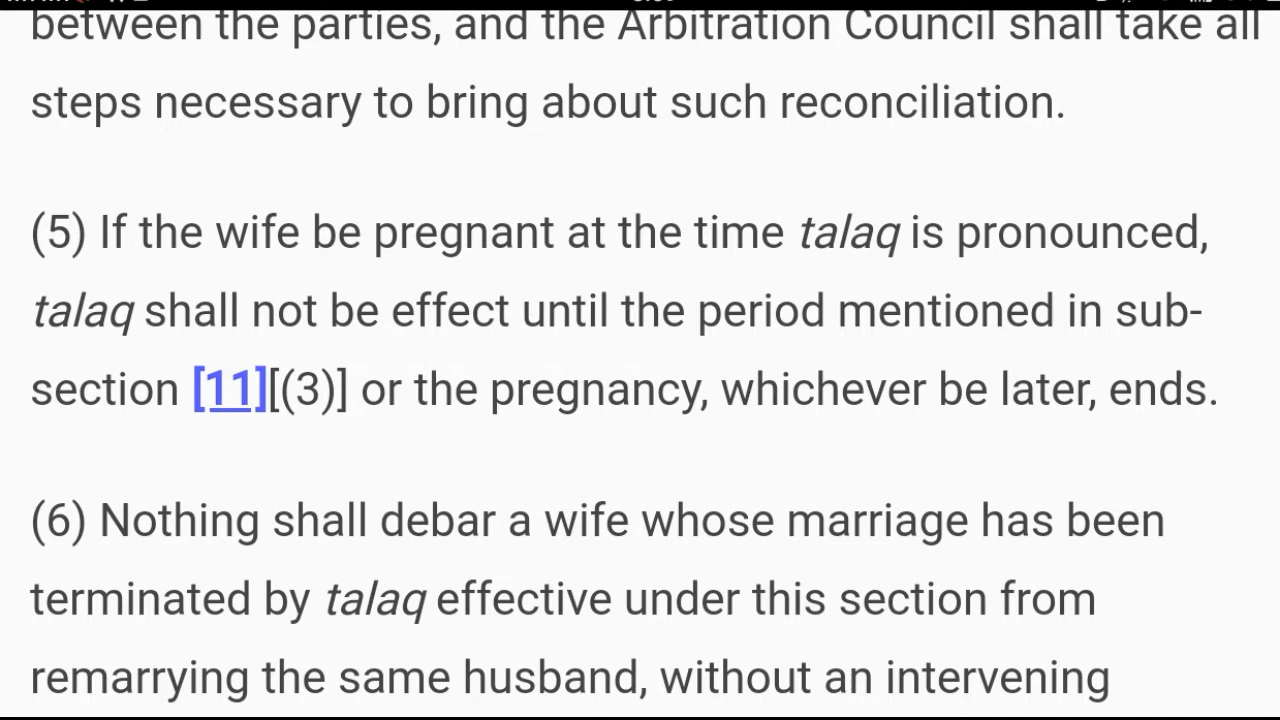 between the parties, and the Arbitration Council shall take all
steps necessary to bring about such reconciliation.
(5) If the wife be pregnant at the time talaq is pronounced,
talaq shall not be effect until the period mentioned in sub-
section [11][(3)] or the pregnancy, whichever be later, ends.
(6) Nothing shall debar a wife whose marriage has been
terminated by talaq effective under this section from
remarrying the same husband, without an intervening